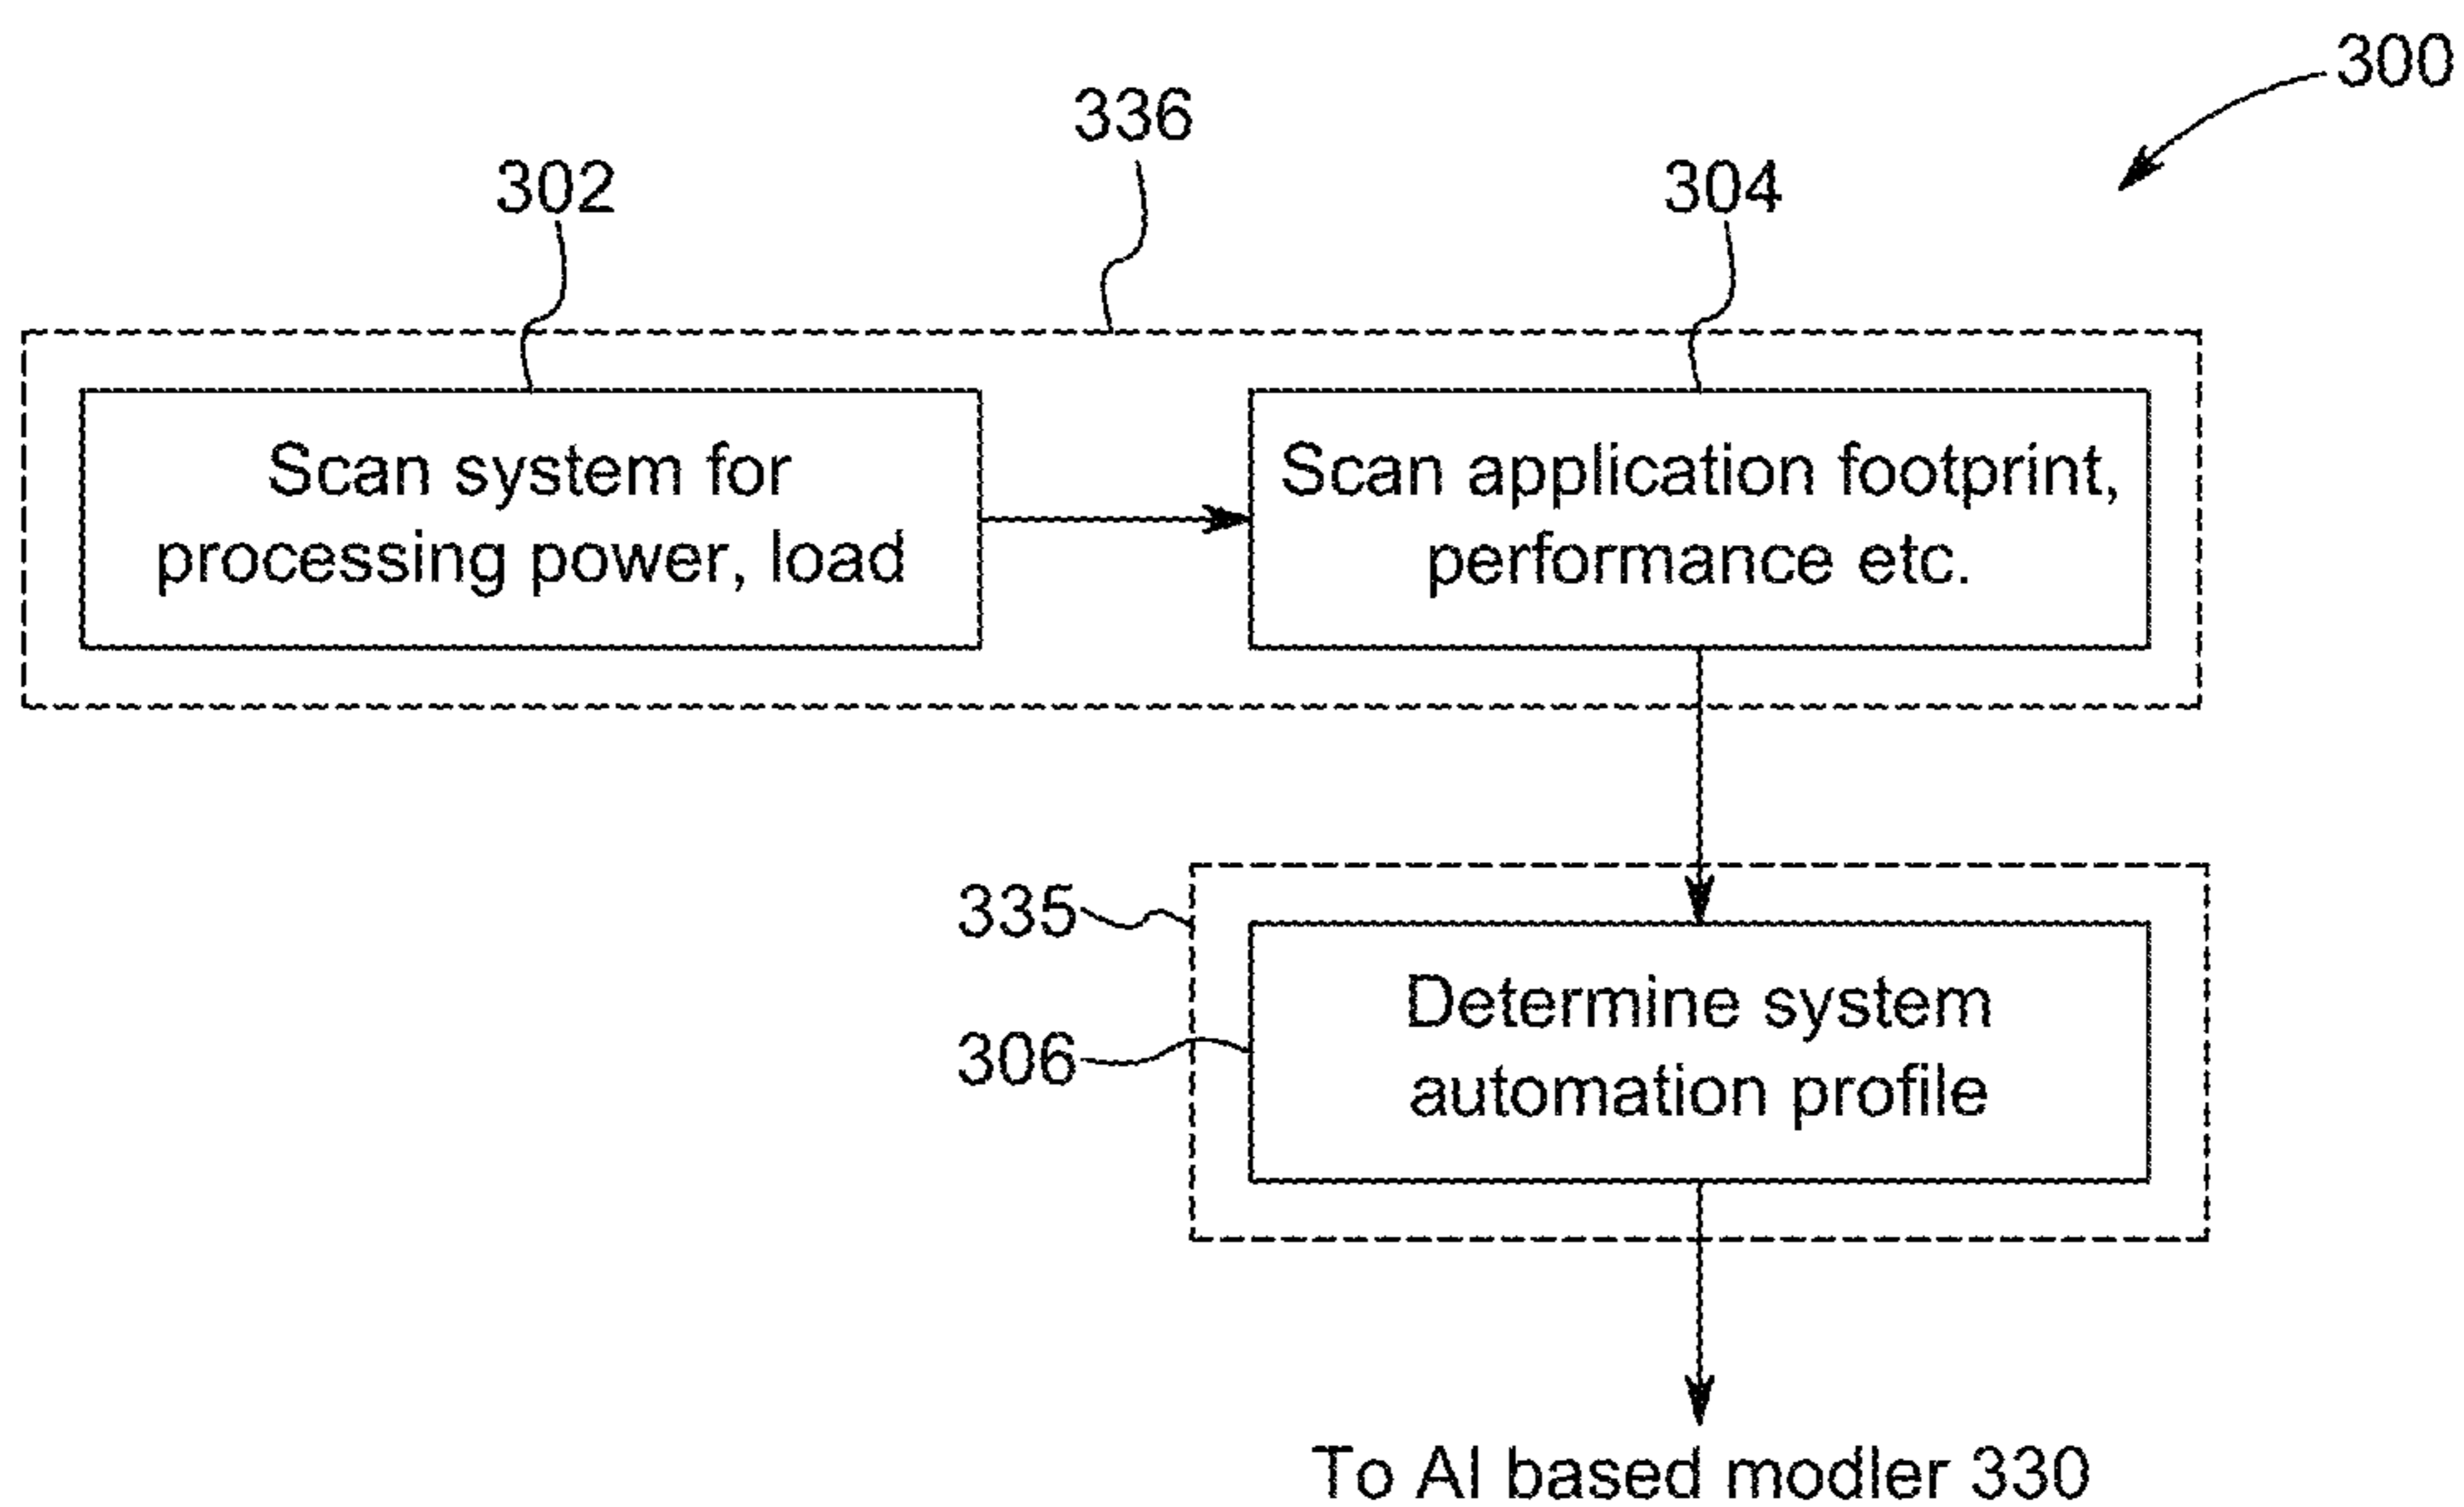 300
336
302
304
Scan system for
processing power, load
Scan application footprint,
performance etc.
335
306
Determine system
automation profile
To AI based modler 330